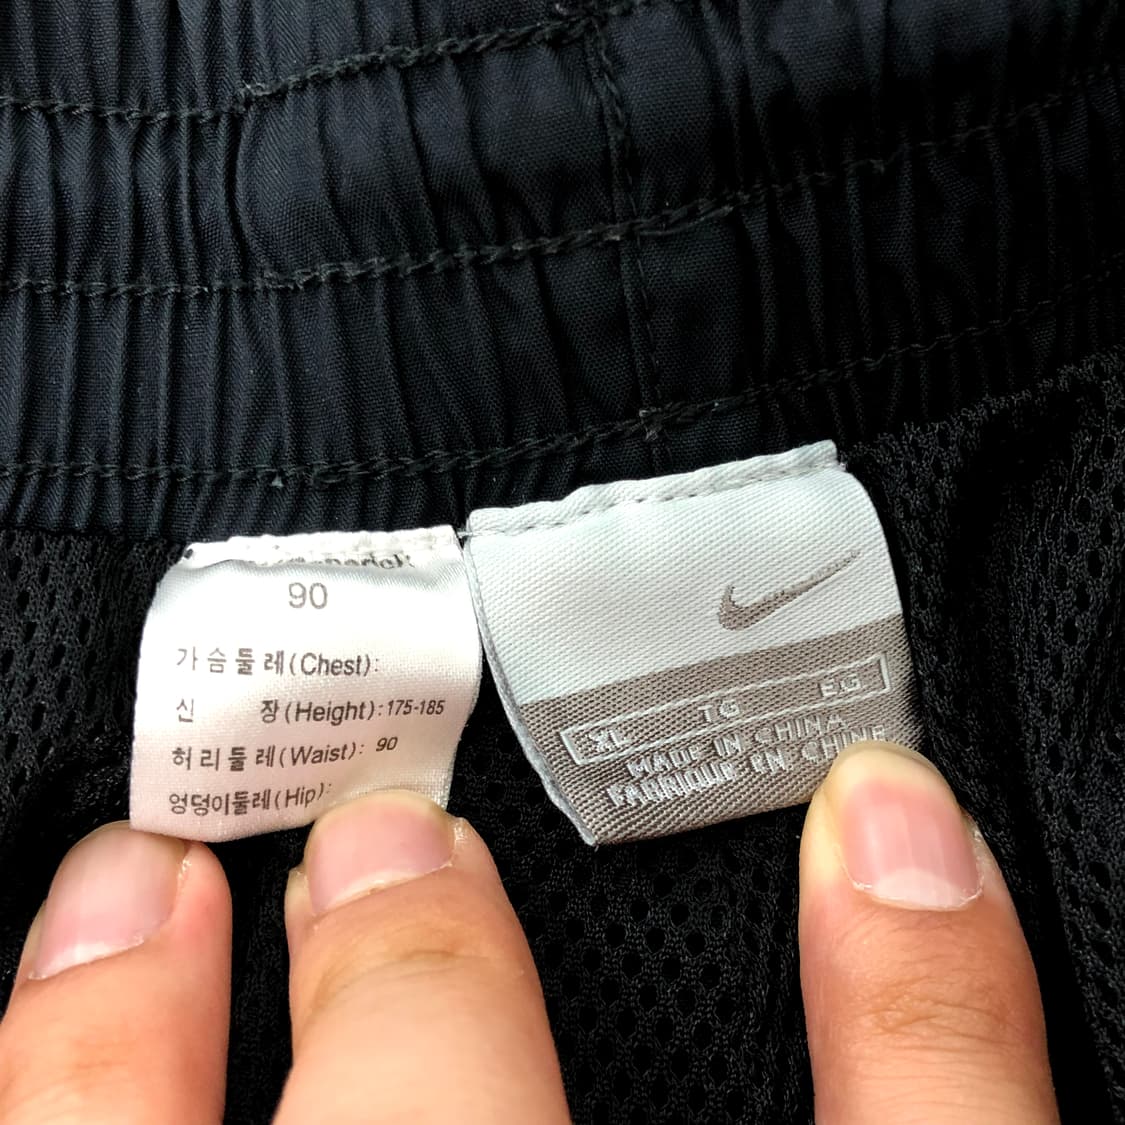 90
가슴둘레(Chest):
신 장(Height):175-185
허리둘레(Waist): 90
엉덩이둘레(Hip):
XL TG EG
MADE IN CHINA
FABRIQUE EN CHINE